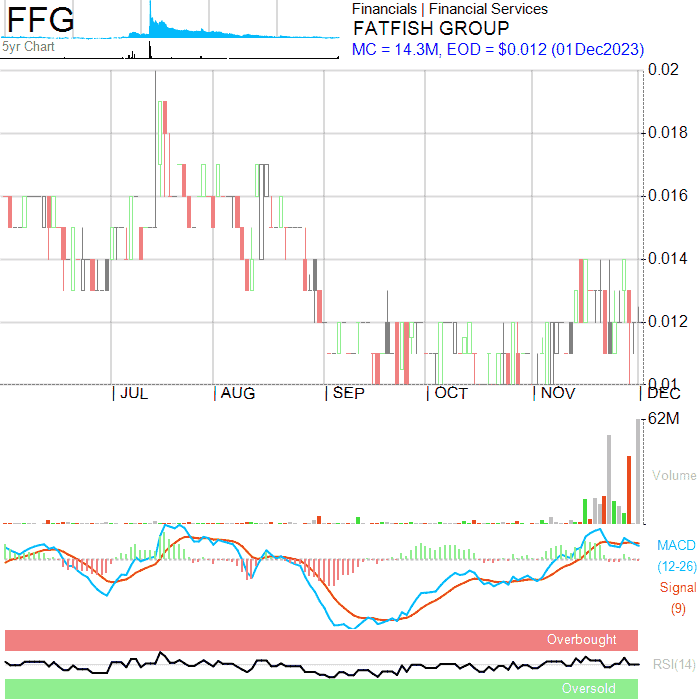 FFG
5yr Chart
Financials | Financial Services
FATFISH GROUP
MC = 14.3M, EOD = $0.012 (01Dec2023)
0.02
0.018
0.016
0.014
0.012
0.01
JUL AUG SEP OCT NOV DEC
62M
Volume
MACD
(12-26)
Signal
(9)
Overbought
RSI(14)
Oversold